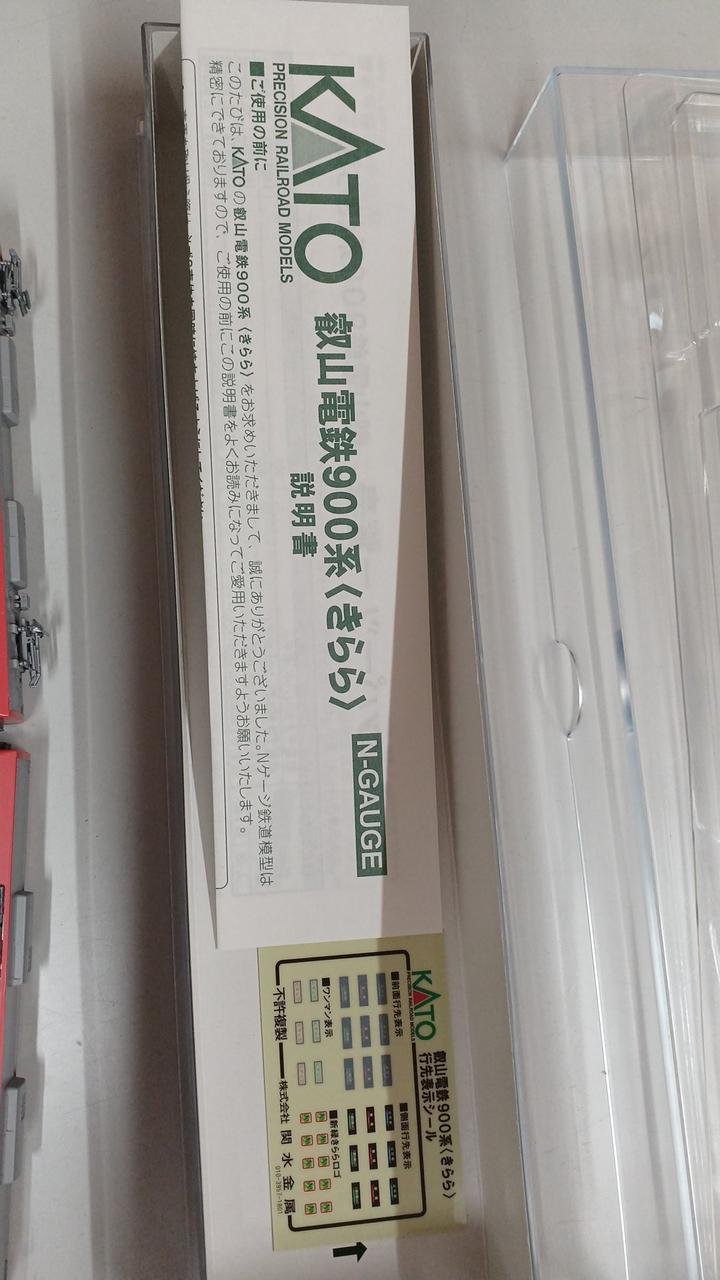 KATO
PRECISION RAILROAD MODELS
叡山電鉄900系〈きらら〉
説明書
N-GAUGE
■ご使用の前に
このたびは、KATOの叡山電鉄900系〈きらら〉をお求めいただきまして、誠にありがとうございました。Nゲージ鉄道模型は
精密にできておりますので、ご使用の前にこの説明書をよくお読みになってご愛用いただきますようお願いいたします。
KATO
PRECISION RAILROAD MODELS
叡山電鉄900系〈きらら〉
行先表示シール
■前面行先表示
■側面行先表示
■ワンマン表示
■新緑きららロゴ
不許複製
株式会社 関水金属